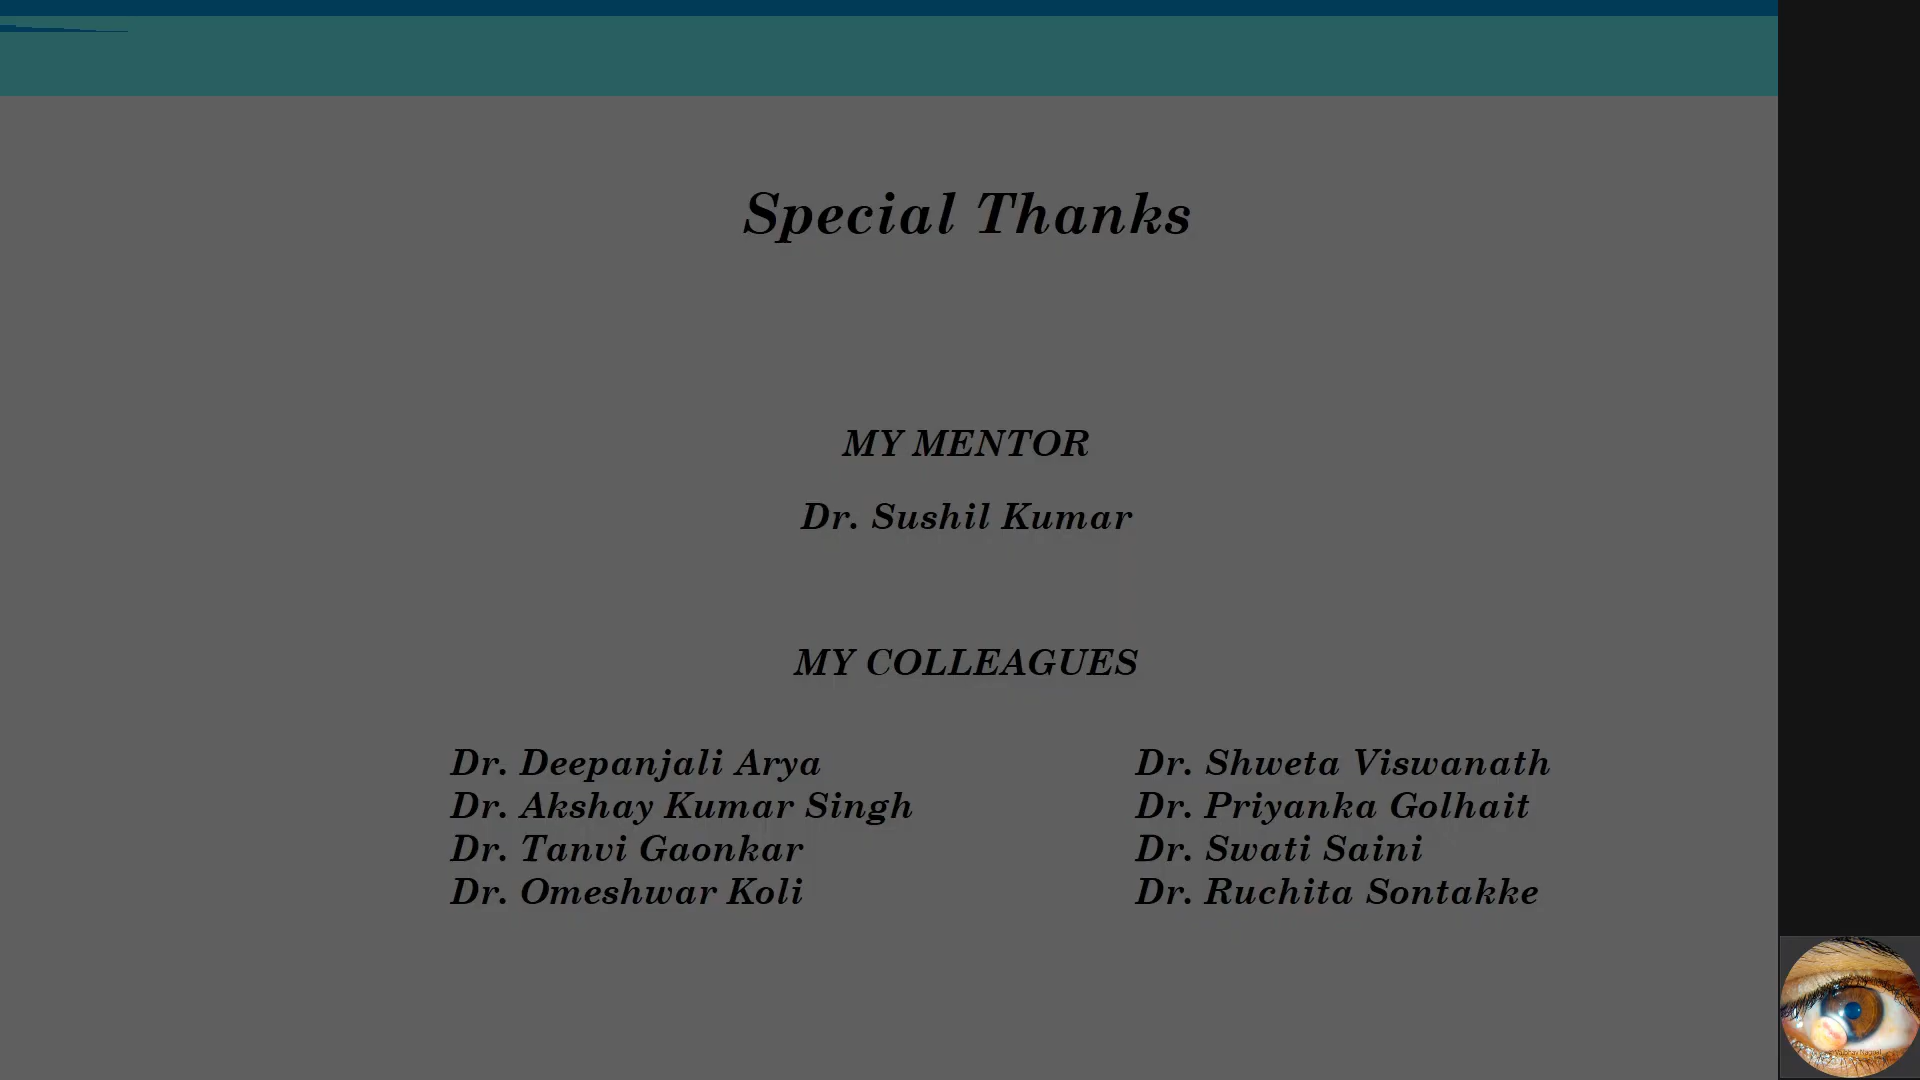 Special Thanks
MY MENTOR
Dr. Sushil Kumar
MY COLLEAGUES
Dr. Deepanjali Arya
Dr. Akshay Kumar Singh
Dr. Tanvi Gaonkar
Dr. Omeshwar Koli
Dr. Shweta Viswanath
Dr. Priyanka Golhait
Dr. Swati Saini
Dr. Ruchita Sontakke